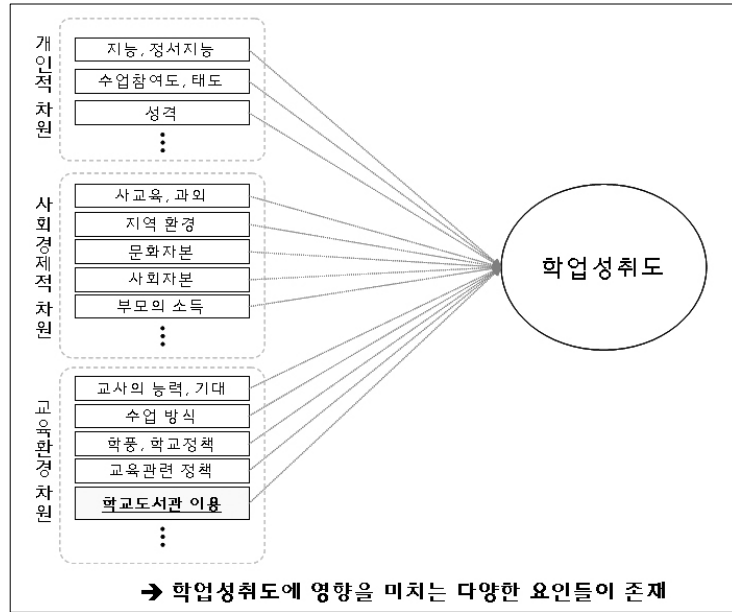 개인적 차원
지능, 정서지능
수업참여도, 태도
성격
사회경제적 차원
사교육, 과외
지역 환경
문화자본
사회자본
부모의 소득
교육환경 차원
교사의 능력, 기대
수업 방식
학풍, 학교정책
교육관련 정책
학교도서관 이용
학업성취도
➔ 학업성취도에 영향을 미치는 다양한 요인들이 존재